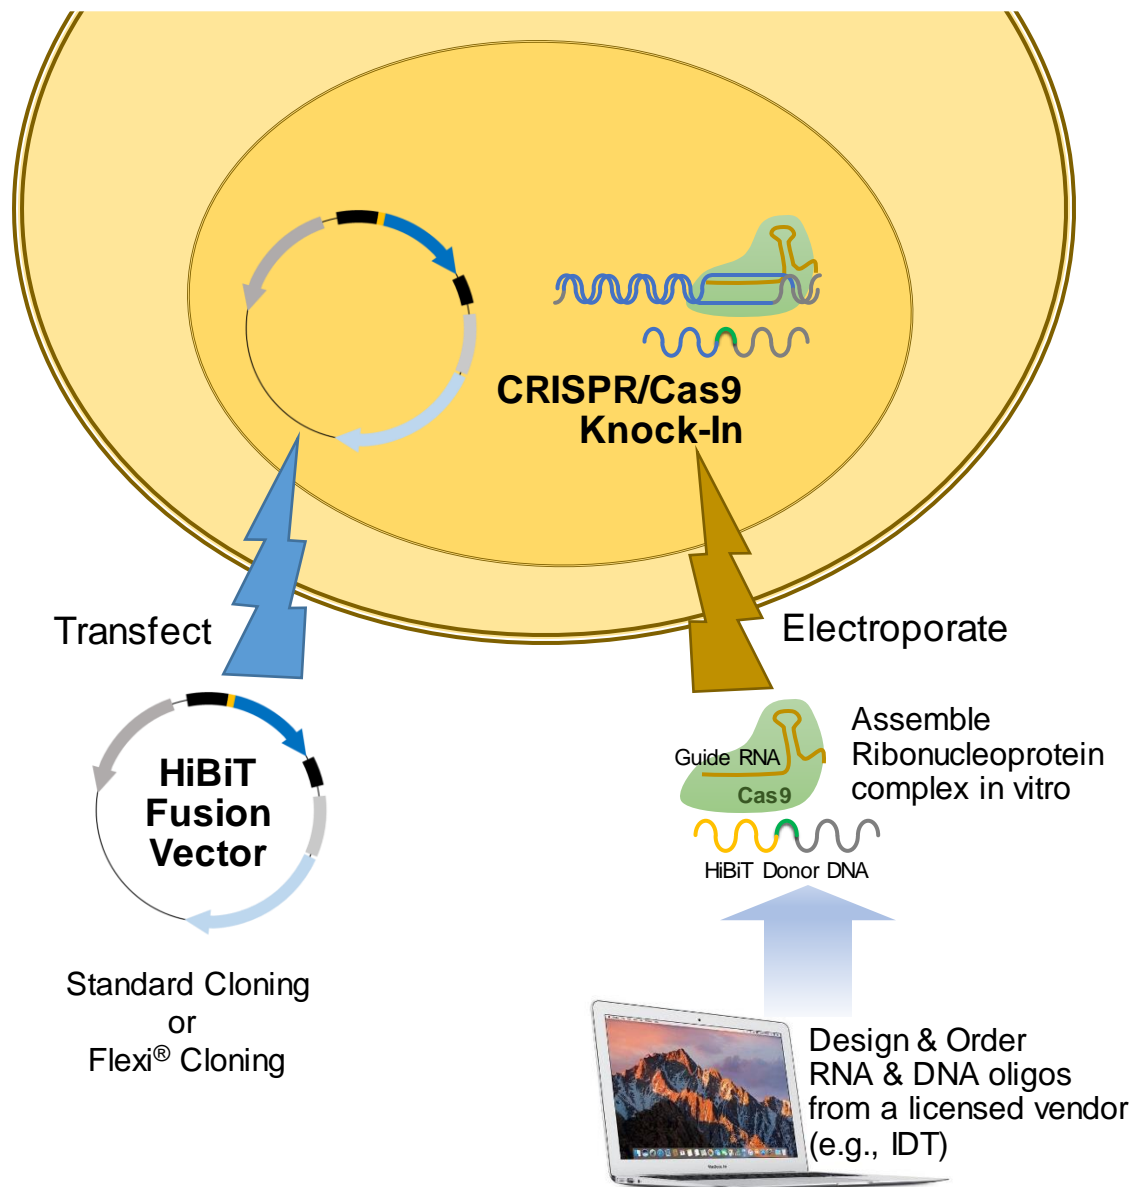 CRISPR/Cas9
Knock-In
Transfect
Electroporate
HiBiT
Fusion
Vector
Standard Cloning
or
Flexi® Cloning
Guide RNA
Cas9
HiBiT Donor DNA
Assemble
Ribonucleoprotein
complex in vitro
Design & Order
RNA & DNA oligos
from a licensed vendor
(e.g., IDT)